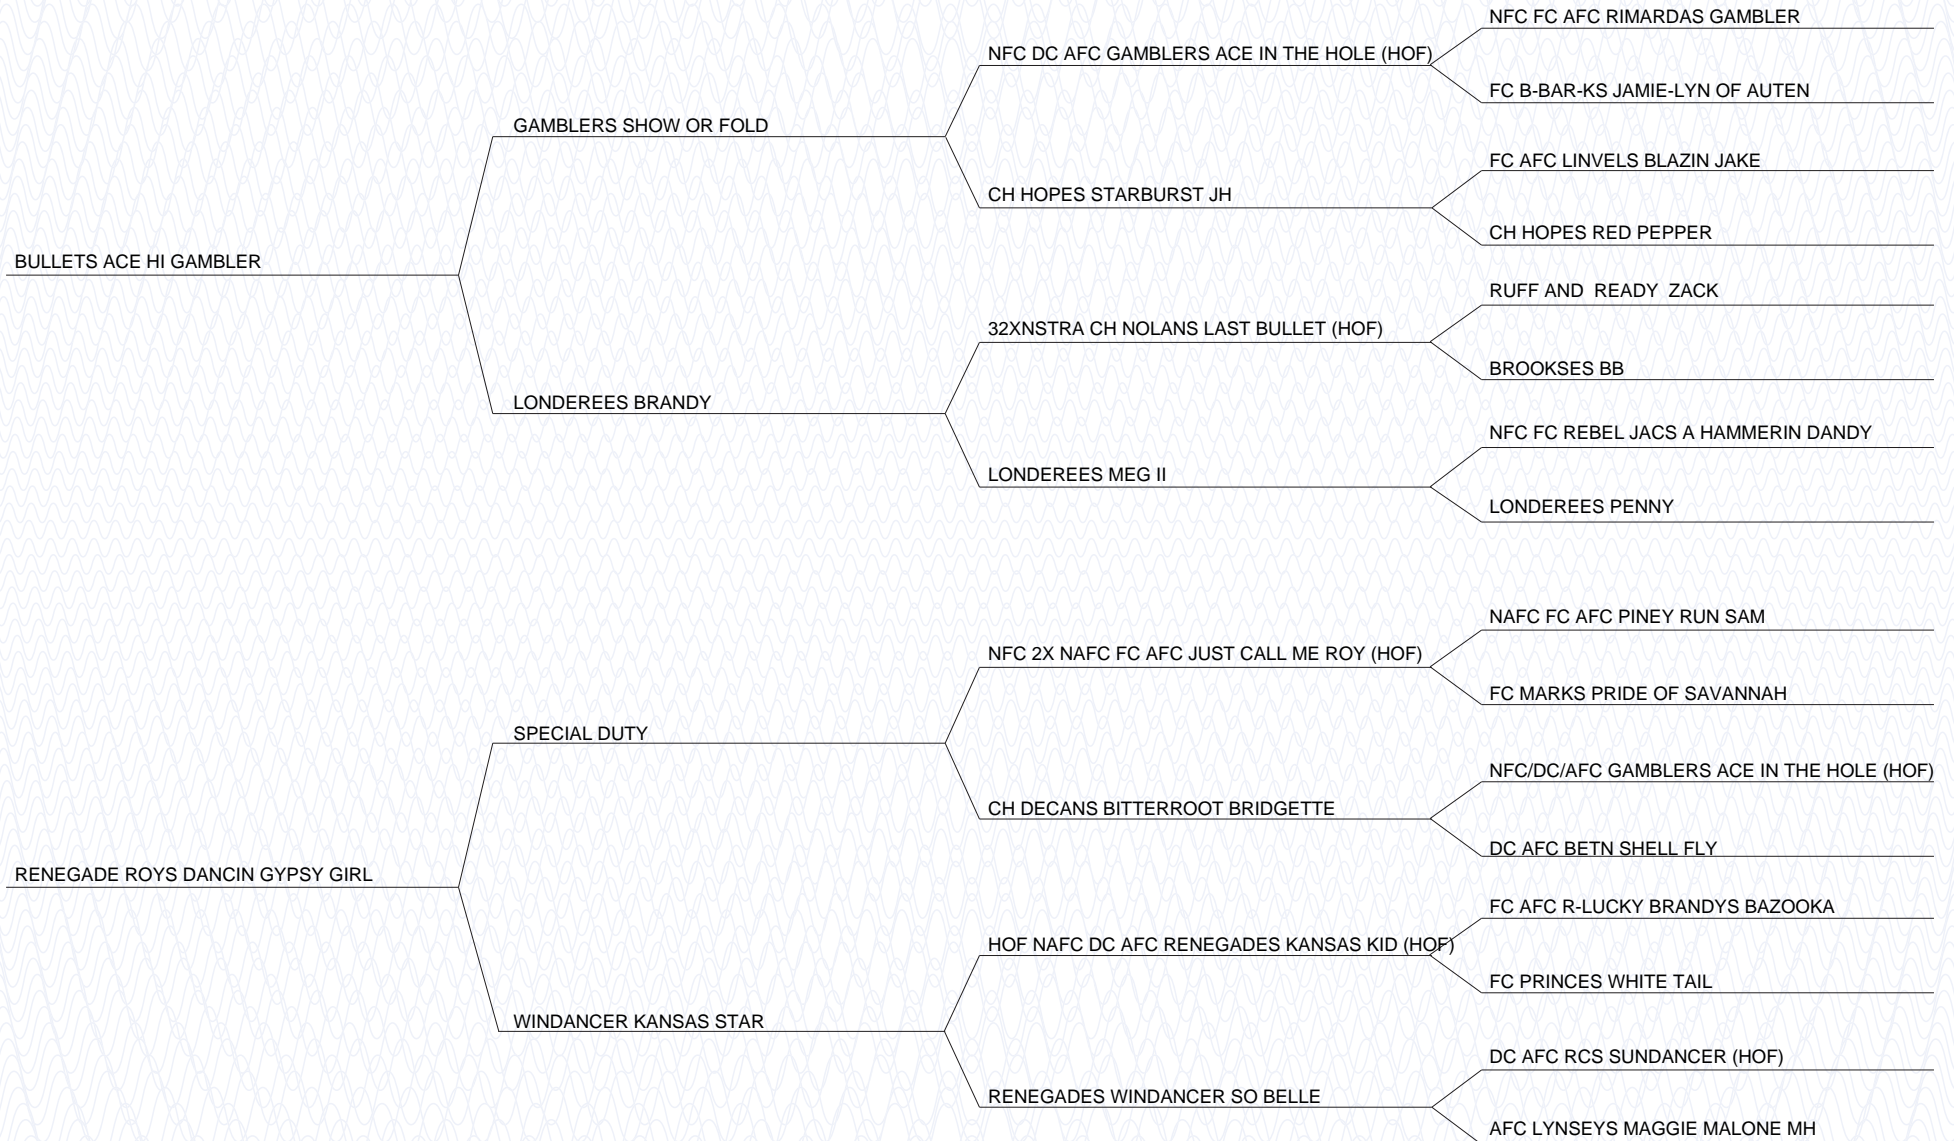 NFC FC AFC RIMARDAS GAMBLER
NFC DC AFC GAMBLERS ACE IN THE HOLE (HOF)
FC B-BAR-KS JAMIE-LYN OF AUTEN
GAMBLERS SHOW OR FOLD
FC AFC LINVELS BLAZIN JAKE
CH HOPES STARBURST JH
CH HOPES RED PEPPER
BULLETS ACE HI GAMBLER
RUFF AND  READY  ZACK
32XNSTRA CH NOLANS LAST BULLET (HOF)
BROOKSES BB
LONDEREES BRANDY
NFC FC REBEL JACS A HAMMERIN DANDY
LONDEREES MEG II
LONDEREES PENNY
NAFC FC AFC PINEY RUN SAM
NFC 2X NAFC FC AFC JUST CALL ME ROY (HOF)
FC MARKS PRIDE OF SAVANNAH
SPECIAL DUTY
NFC/DC/AFC GAMBLERS ACE IN THE HOLE (HOF)
CH DECANS BITTERROOT BRIDGETTE
DC AFC BETN SHELL FLY
RENEGADE ROYS DANCIN GYPSY GIRL
FC AFC R-LUCKY BRANDYS BAZOOKA
HOF NAFC DC AFC RENEGADES KANSAS KID (HOF)
FC PRINCES WHITE TAIL
WINDANCER KANSAS STAR
DC AFC RCS SUNDANCER (HOF)
RENEGADES WINDANCER SO BELLE
AFC LYNSEYS MAGGIE MALONE MH